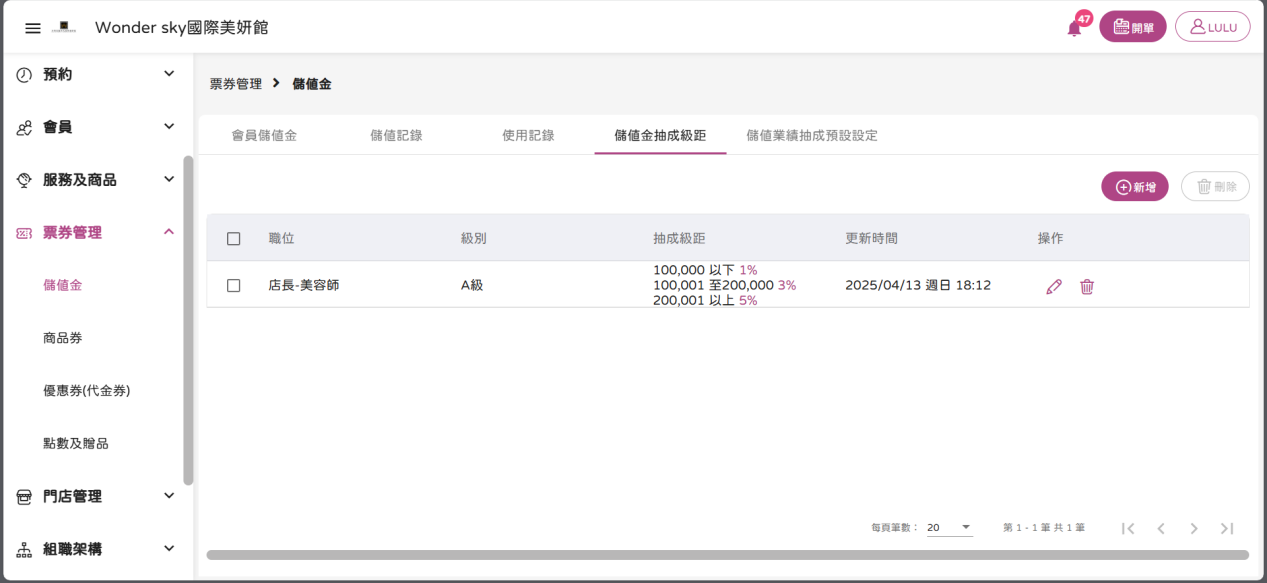 Wonder sky國際美妍館
47
開單
LULU
預約
會員
服務及商品
票券管理
儲值金
商品券
優惠券(代金券)
點數及贈品
門店管理
組職架構
票券管理 > 儲值金
會員儲值金 儲值記錄 使用記錄 儲值金抽成級距 儲值業績抽成預設設定
新增 刪除
職位 級別 抽成級距 更新時間 操作
店長-美容師 A級 100,000 以下 1%
100,001 至200,000 3%
200,001 以上 5%
2025/04/13 週日 18:12
每頁筆數： 20 第 1 - 1 筆 共 1 筆